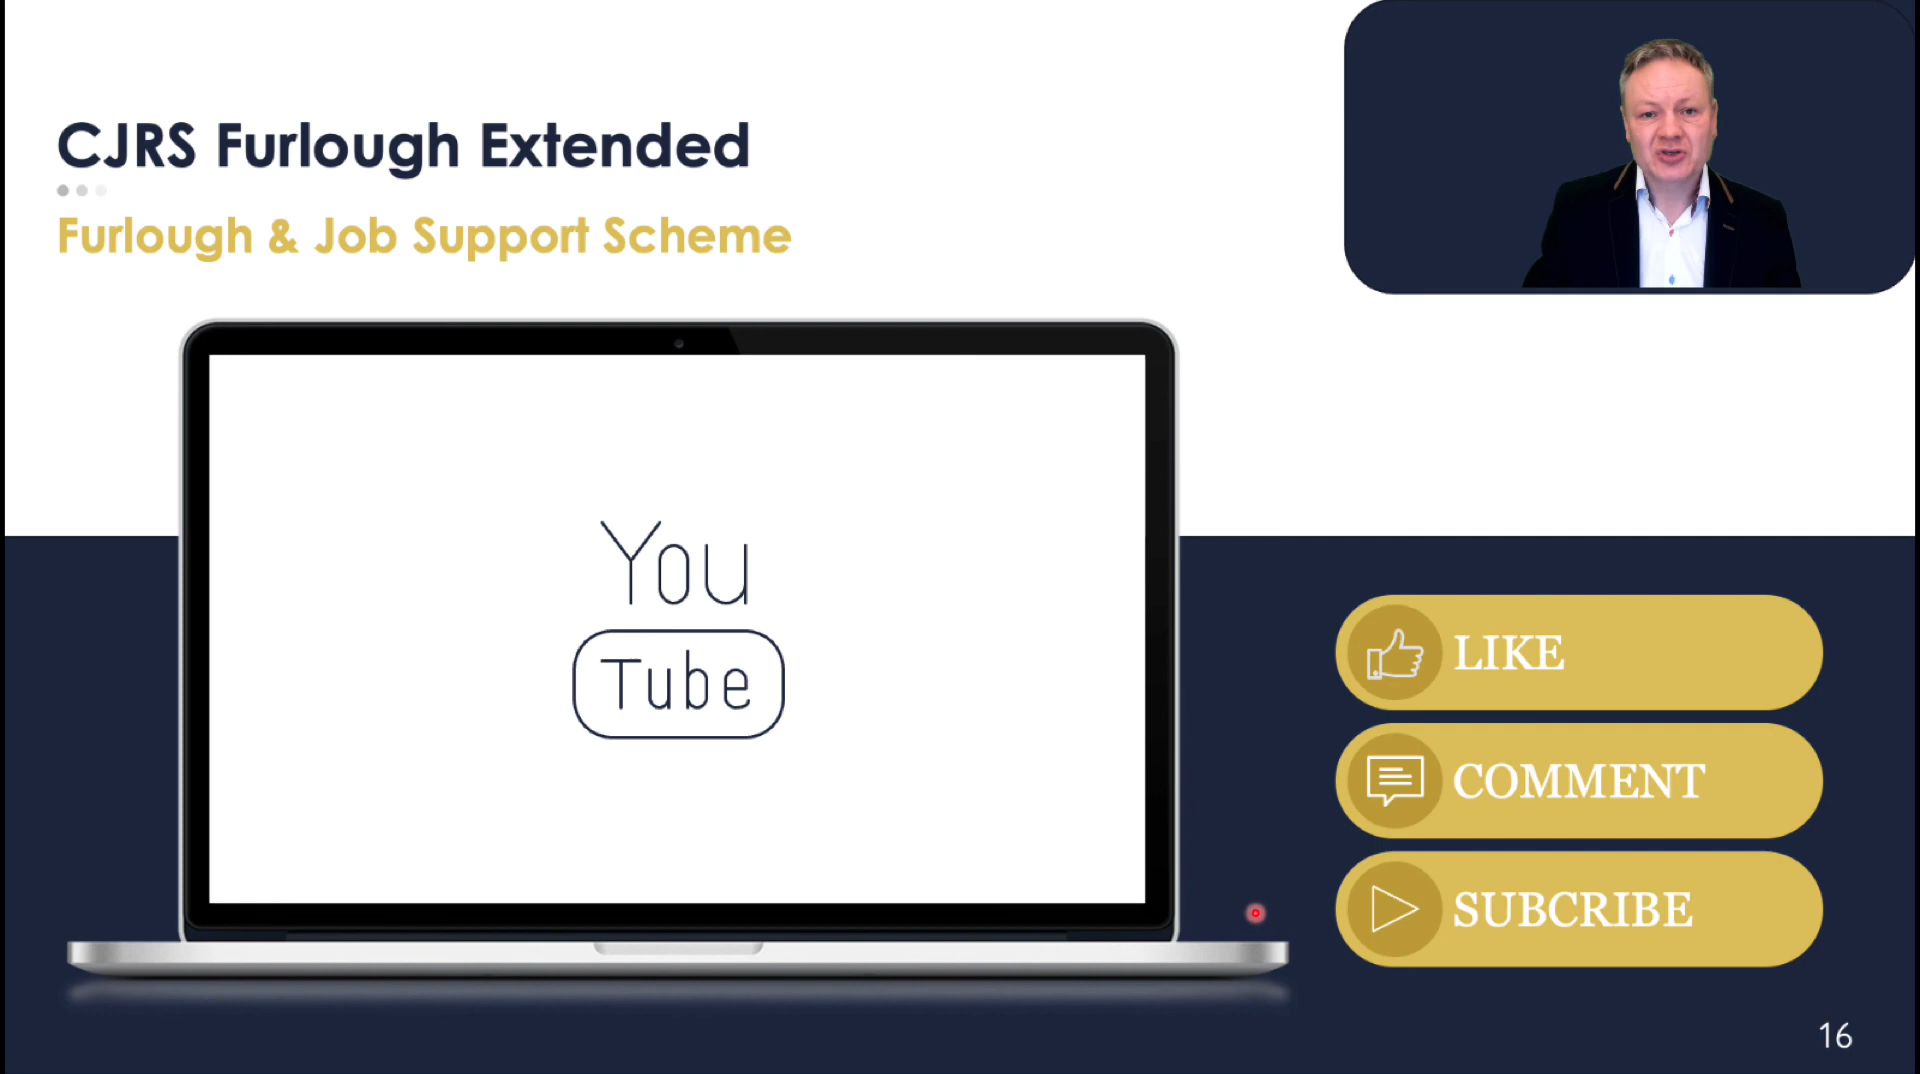 CJRS Furlough Extended
Furlough & Job Support Scheme
You
Tube
LIKE
COMMENT
SUBCRIBE
16